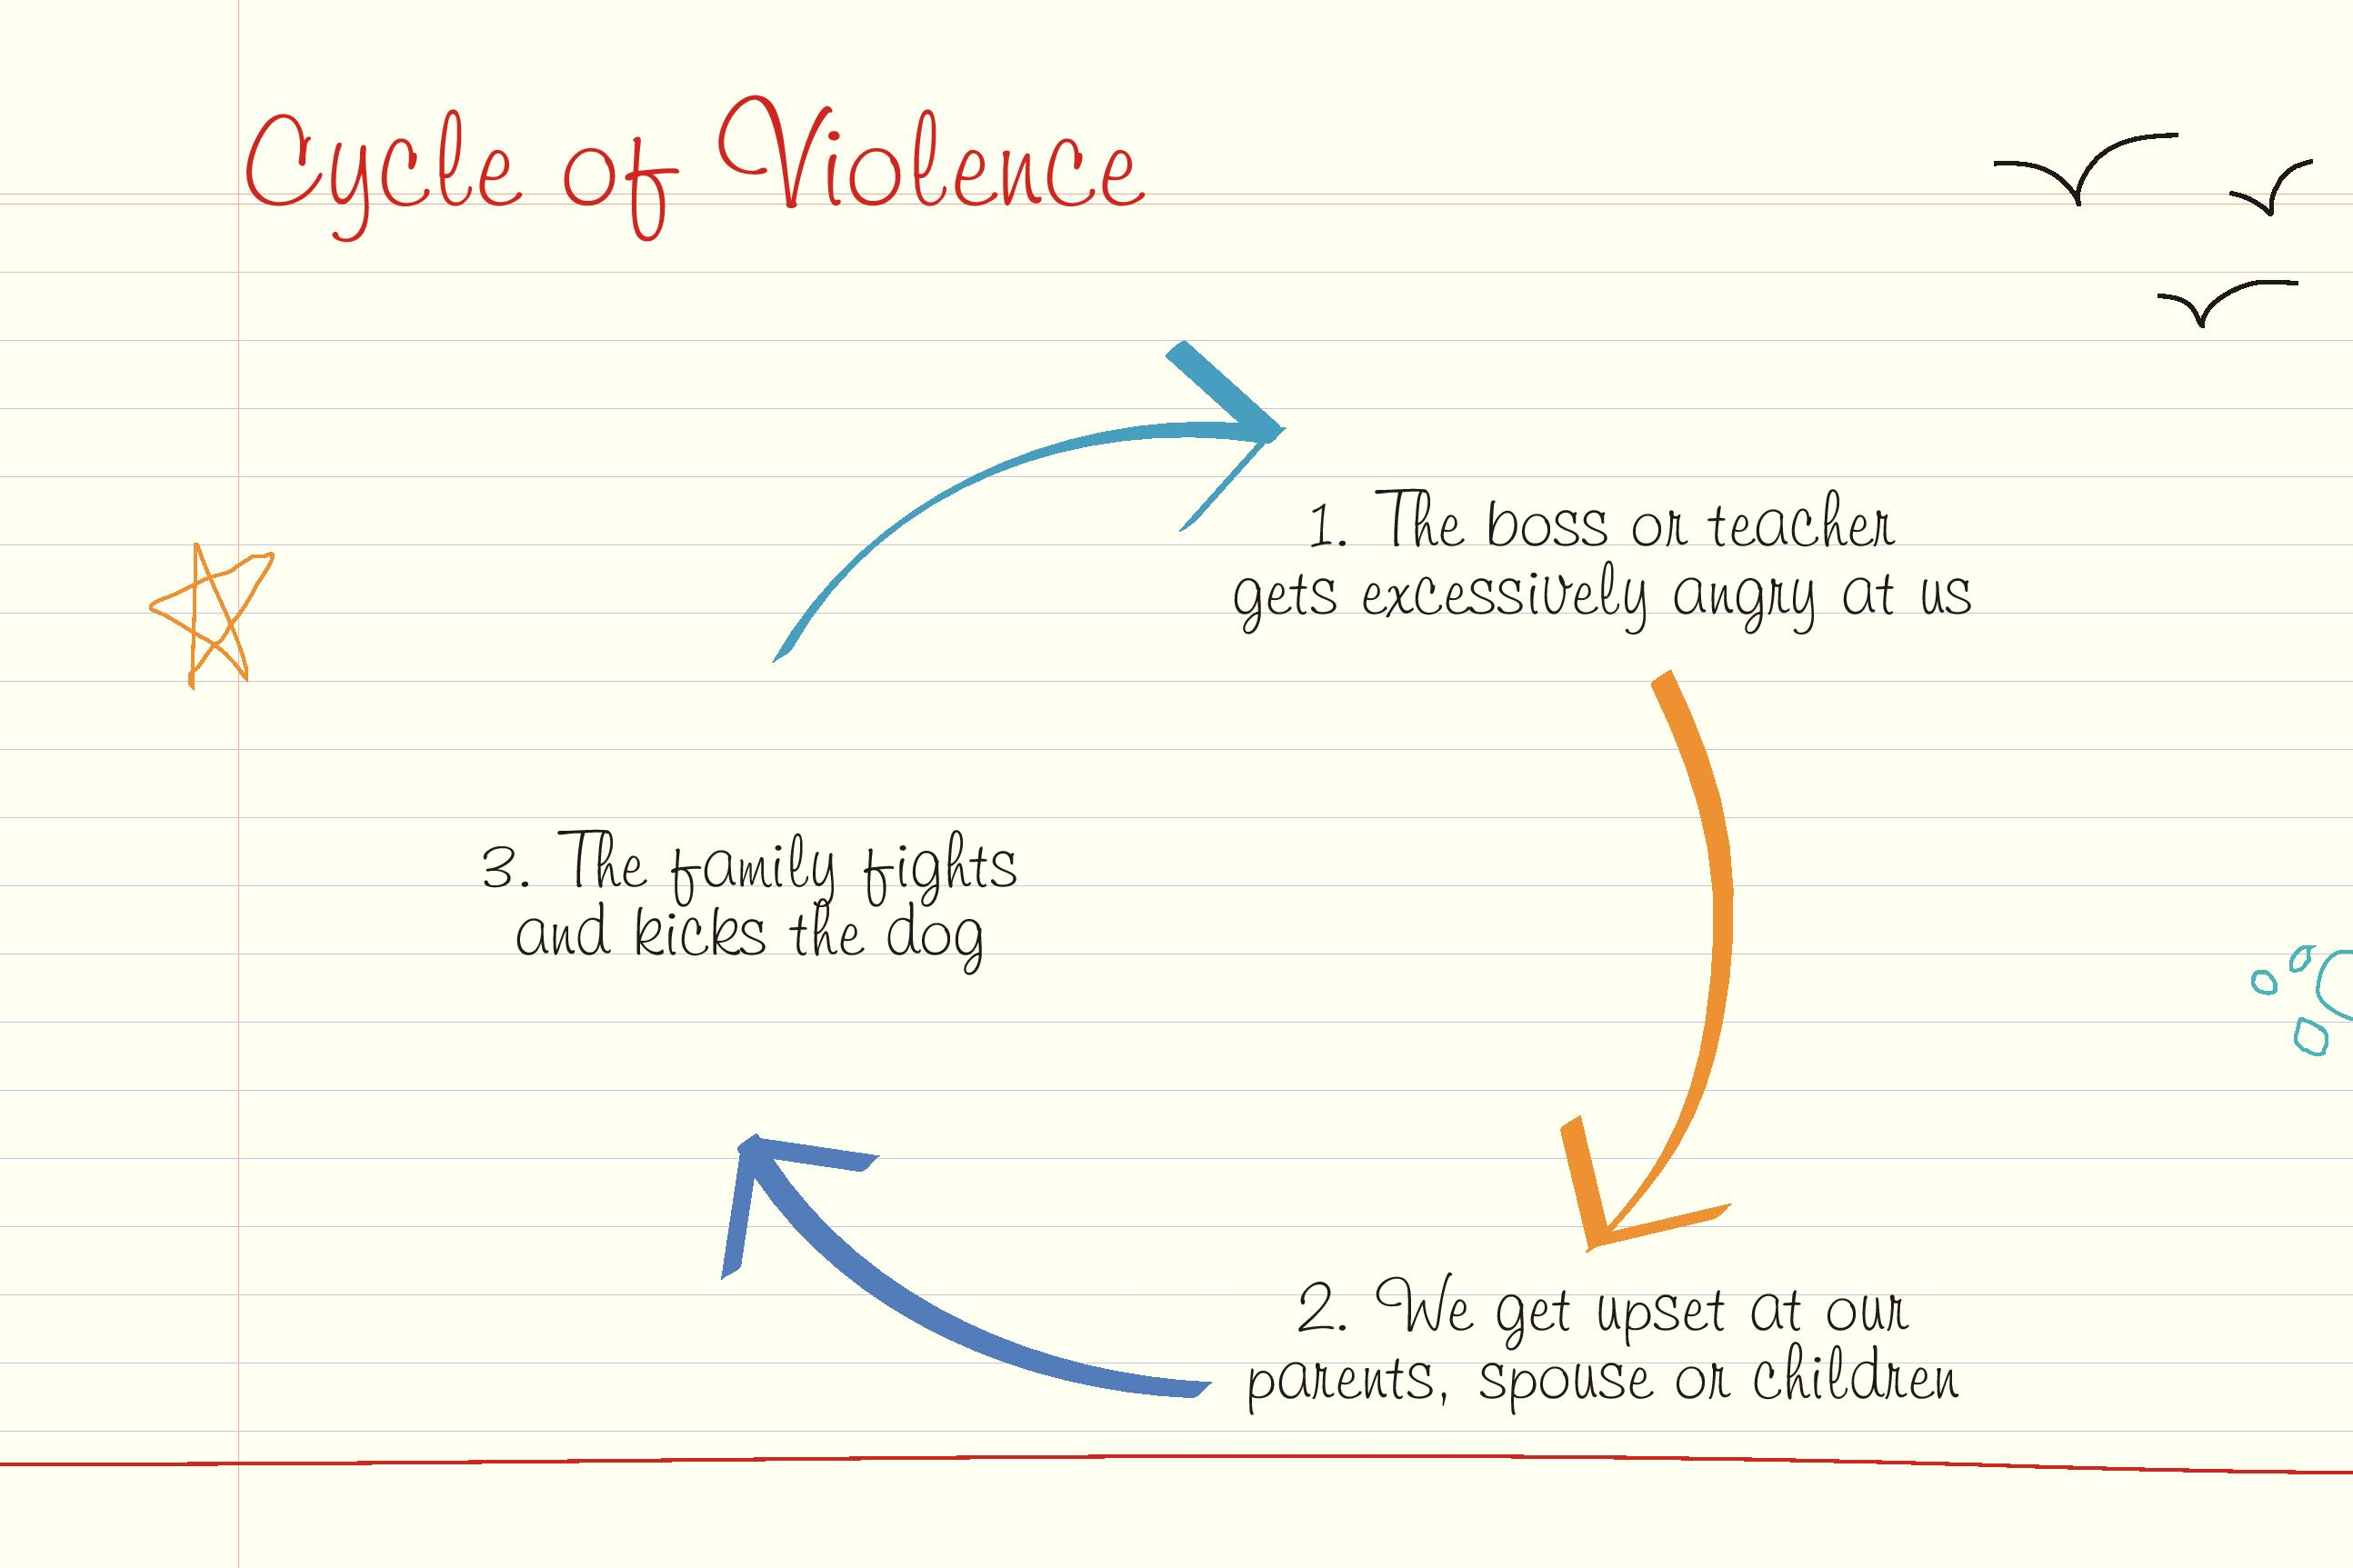 Cycle of Violence
1. The boss or teacher
gets excessively angry at us
2. We get upset at our
parents, spouse or children
3. The family fights
and kicks the dog